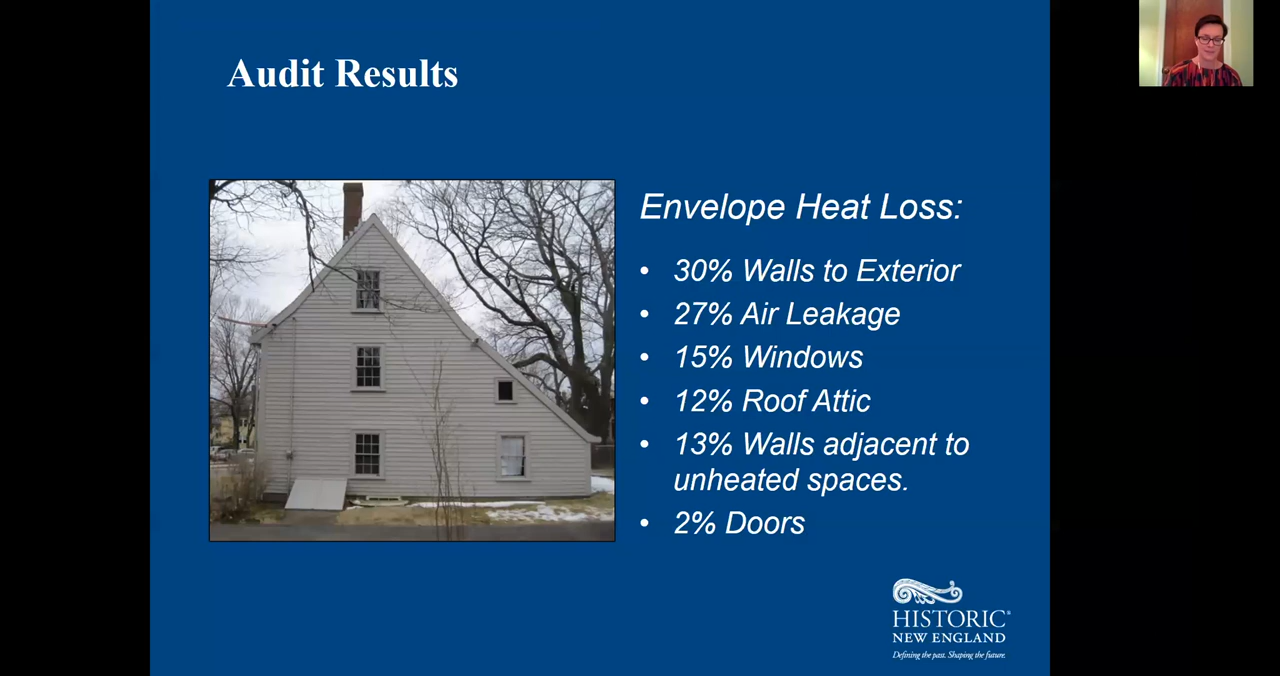 Audit Results
Envelope Heat Loss:
• 30% Walls to Exterior
• 27% Air Leakage
• 15% Windows
• 12% Roof Attic
• 13% Walls adjacent to
unheated spaces.
• 2% Doors
HISTORIC®
NEW ENGLAND
Defining the past. Shaping the future.